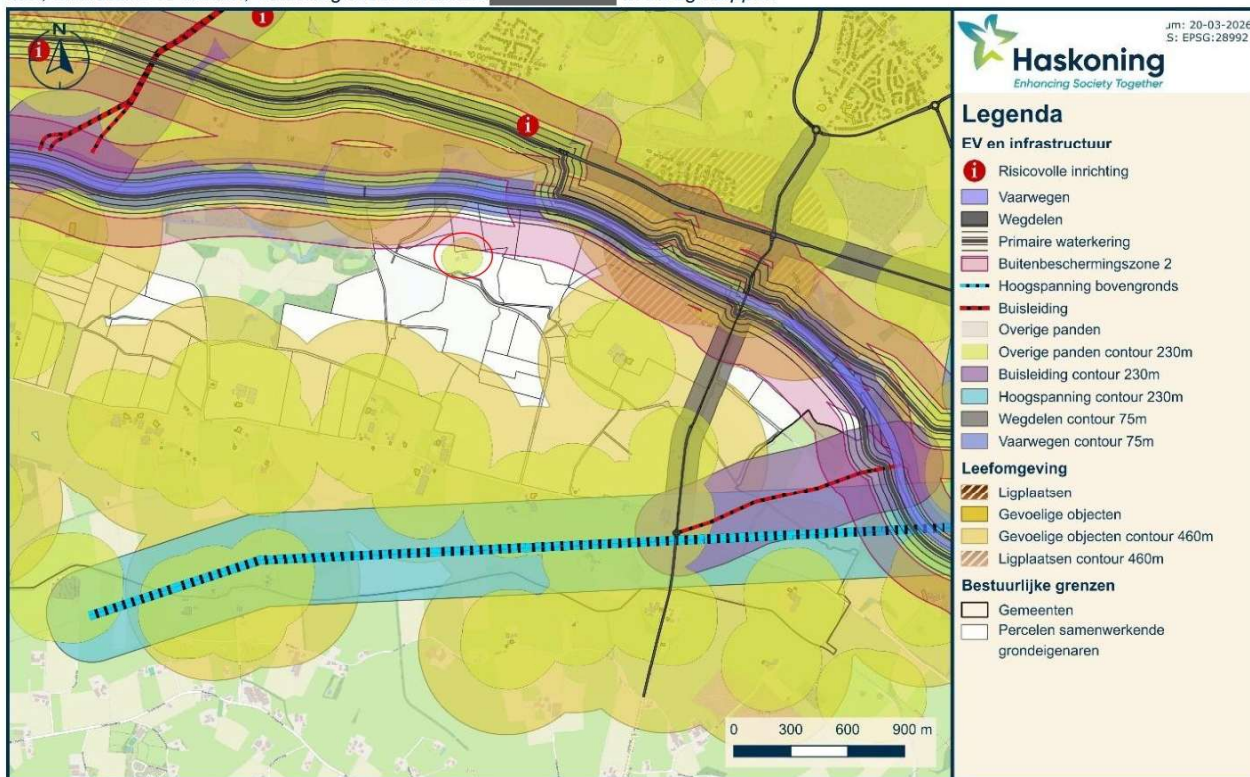 N
Haskoning
Enhancing Society Together
um: 20-03-2026
S: EPSG:28992
Legenda
EV en infrastructuur
Risicovolle inrichting
Vaarwegen
Wegdelen
Primaire waterkering
Buitenbeschermingszone 2
Hoogspanning bovengronds
Buisleiding
Overige panden
Overige panden contour 230m
Buisleiding contour 230m
Hoogspanning contour 230m
Wegdelen contour 75m
Vaarwegen contour 75m
Leefomgeving
Ligplaatsen
Gevoelige objecten
Gevoelige objecten contour 460m
Ligplaatsen contour 460m
Bestuurlijke grenzen
Gemeenten
Percelen samenwerkende
grondeigenaren
0 300 600 900 m